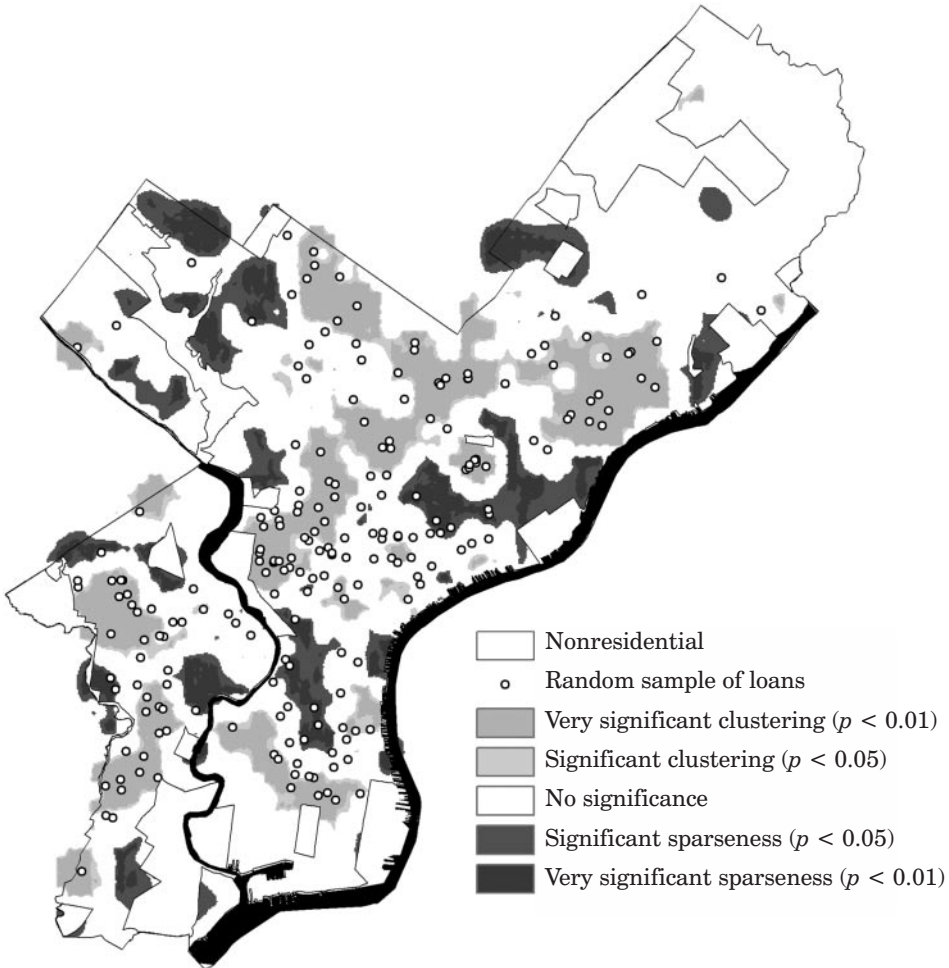 Nonresidential
Random sample of loans
Very significant clustering (p < 0.01)
Significant clustering (p < 0.05)
No significance
Significant sparseness (p < 0.05)
Very significant sparseness (p < 0.01)